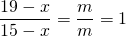 \frac{19-x}{15-x} = \frac{m}{m} = 1